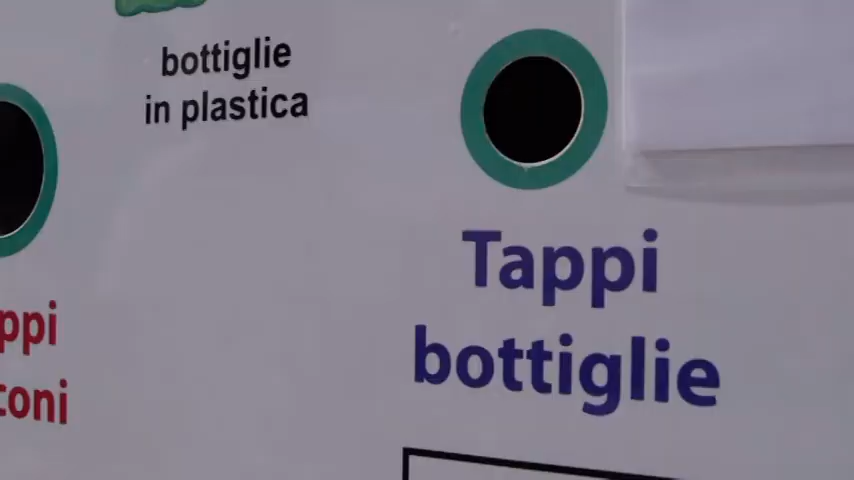 bottiglie
in plastica
Tappi
bottiglie
ppi
coni